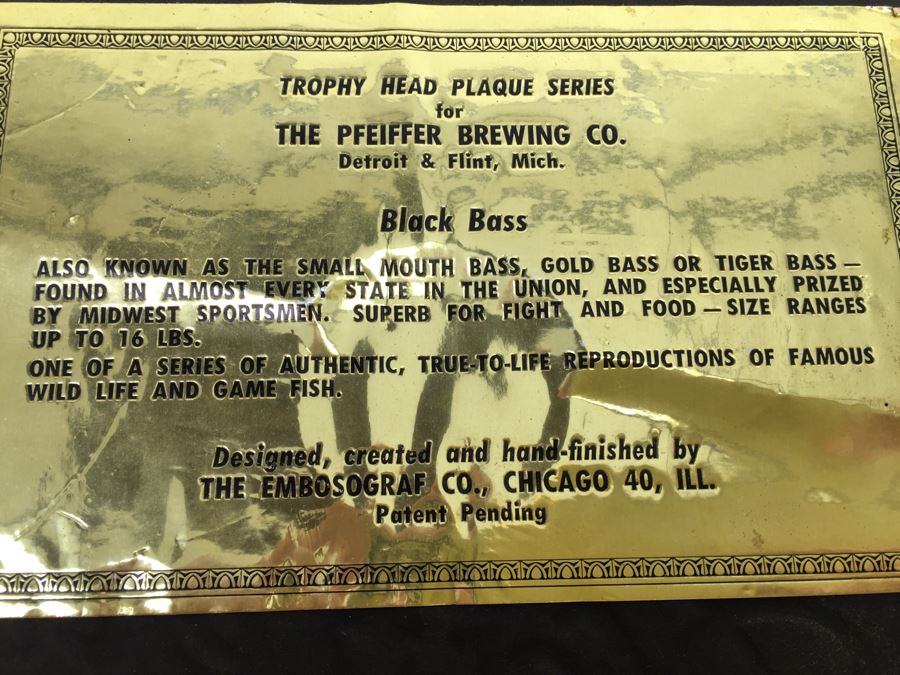 TROPHY HEAD PLAQUE SERIES
for
THE PFEIFFER BREWING CO.
Detroit & Flint, Mich.
Black Bass
ALSO KNOWN AS THE SMALL MOUTH BASS, GOLD BASS OR TIGER BASS —
FOUND IN ALMOST EVERY STATE IN THE UNION, AND ESPECIALLY PRIZED
BY MIDWEST SPORTSMEN. SUPERB FOR FIGHT AND FOOD — SIZE RANGES
UP TO 16 LBS.
ONE OF A SERIES OF AUTHENTIC, TRUE-TO-LIFE REPRODUCTIONS OF FAMOUS
WILD LIFE AND GAME FISH.
Designed, created and hand-finished by
THE EMBOSOGRAF CO., CHICAGO 40, ILL.
Patent Pending